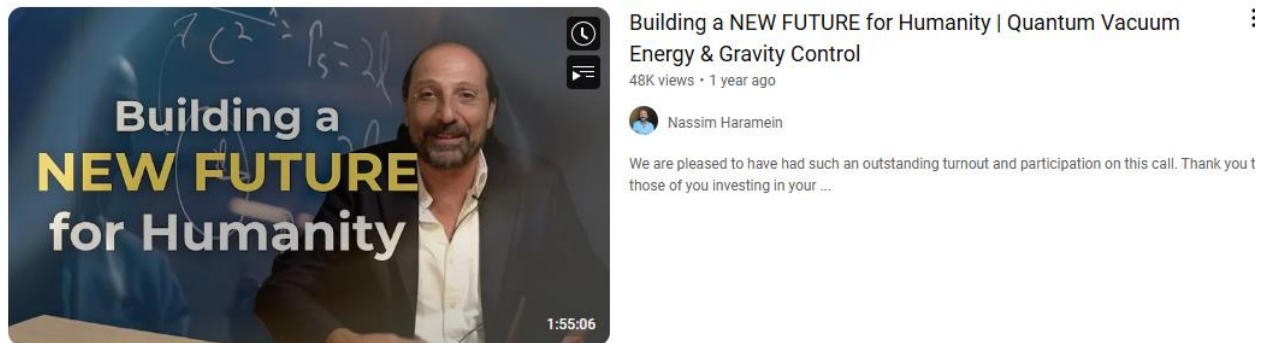 Building a
NEW FUTURE
for Humanity
1:55:06
Building a NEW FUTURE for Humanity | Quantum Vacuum
Energy & Gravity Control
48K views • 1 year ago
Nassim Haramein
We are pleased to have had such an outstanding turnout and participation on this call. Thank you t
those of you investing in your ...